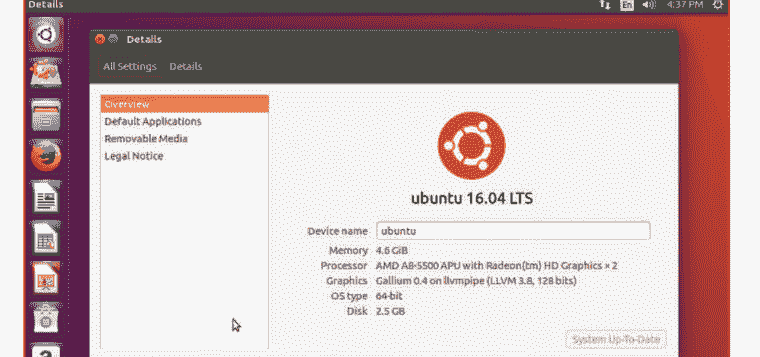 Details
En
4:37 PM
Details
All Settings Details
Overview
Default Applications
Removable Media
Legal Notice
ubuntu 16.04 LTS
Device name ubuntu
Memory 4.6 GiB
Processor AMD A8-5500 APU with Radeon(tm) HD Graphics × 2
Graphics Gallium 0.4 on llvmpipe (LLVM 3.8, 128 bits)
OS type 64-bit
Disk 2.5 GB
System Up-To-Date